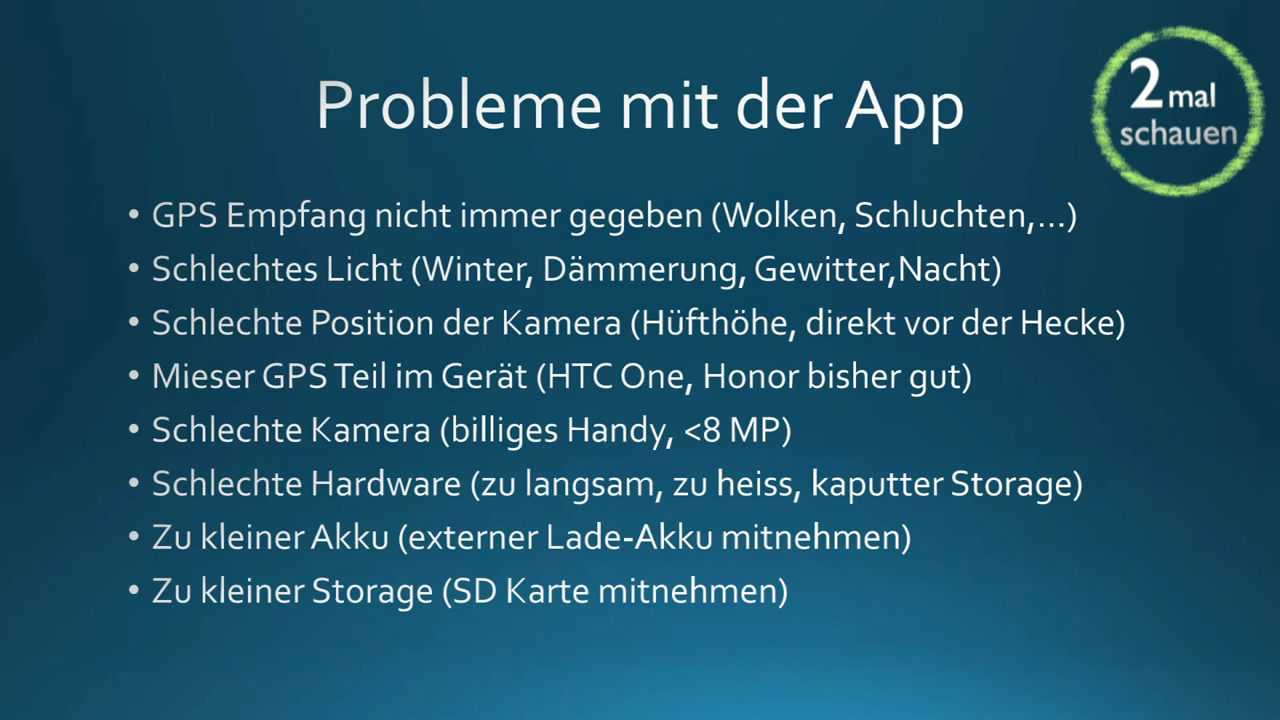 2 mal
schauen
Probleme mit der App
• GPS Empfang nicht immer gegeben (Wolken, Schluchten,...)
• Schlechtes Licht (Winter, Dämmerung, Gewitter,Nacht)
• Schlechte Position der Kamera (Hüfthöhe, direkt vor der Hecke)
• Mieser GPS Teil im Gerät (HTC One, Honor bisher gut)
• Schlechte Kamera (billiges Handy, <8 MP)
• Schlechte Hardware (zu langsam, zu heiss, kaputter Storage)
• Zu kleiner Akku (externer Lade-Akku mitnehmen)
• Zu kleiner Storage (SD Karte mitnehmen)